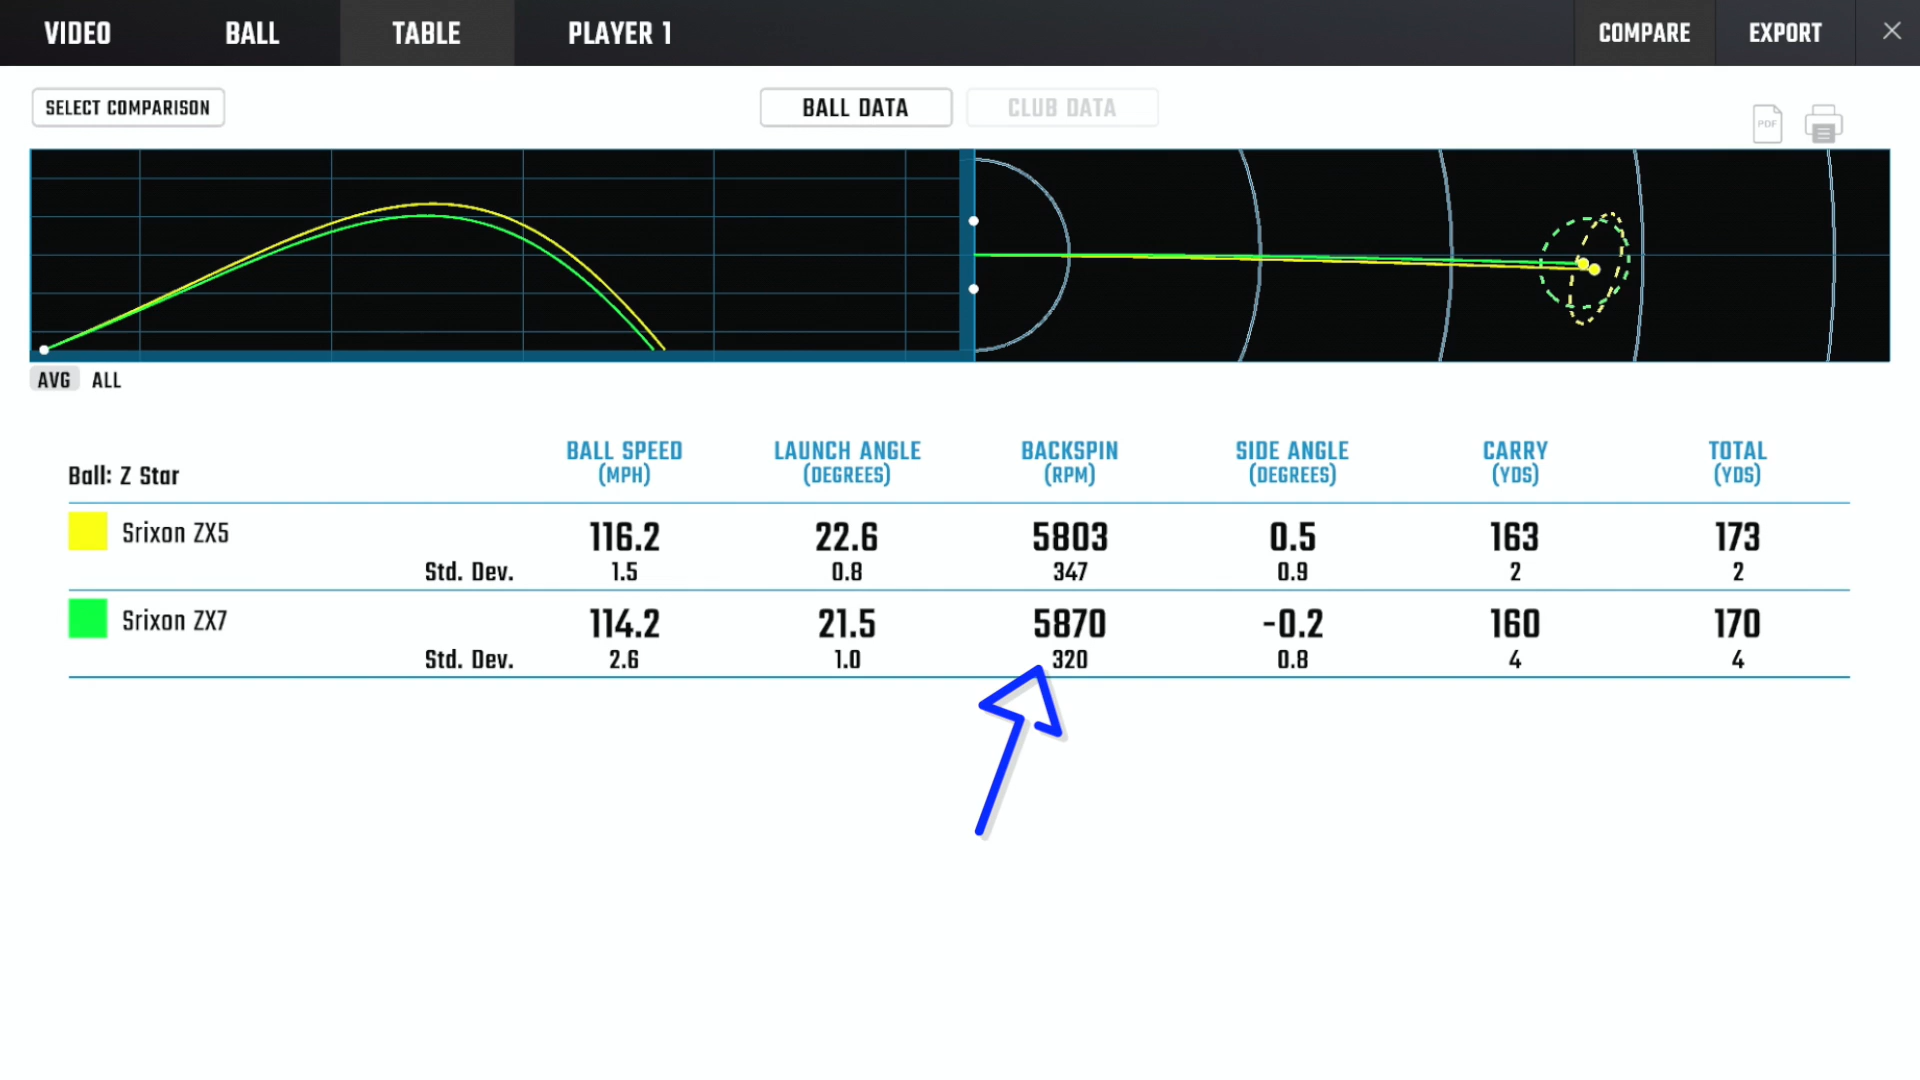 VIDEO BALL TABLE PLAYER 1 COMPARE EXPORT
SELECT COMPARISON BALL DATA CLUB DATA
PDF
AVG ALL
Ball: Z Star
BALL SPEED (MPH)
LAUNCH ANGLE (DEGREES)
BACKSPIN (RPM)
SIDE ANGLE (DEGREES)
CARRY (YDS)
TOTAL (YDS)
Srixon ZX5 116.2 22.6 5803 0.5 163 173
Std. Dev. 1.5 0.8 347 0.9 2 2
Srixon ZX7 114.2 21.5 5870 -0.2 160 170
Std. Dev. 2.6 1.0 320 0.8 4 4